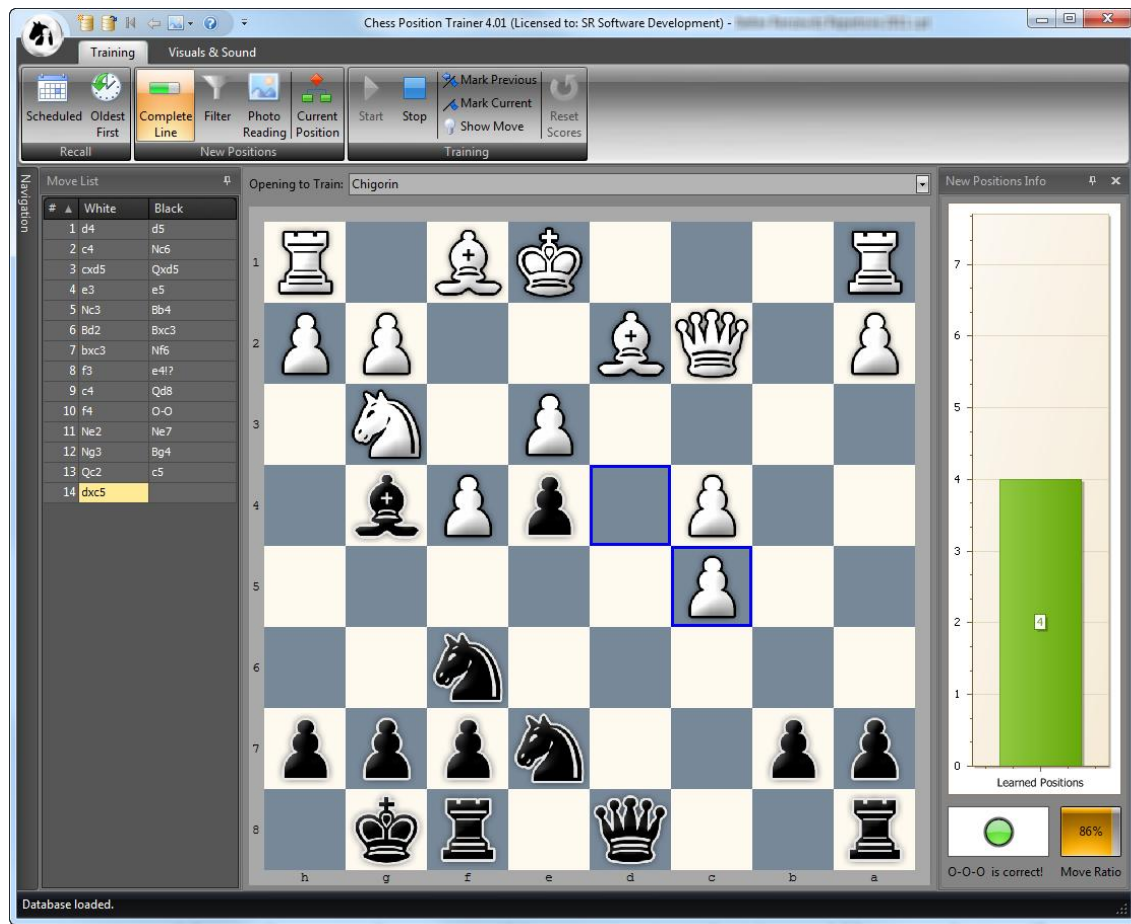 Chess Position Trainer 4.01 (Licensed to: SR Software Development) -
Training Visuals & Sound
Scheduled
Oldest First
Recall
Complete Line
Filter
Photo Reading
Current Position
New Positions
Start
Stop
Mark Previous
Mark Current
Show Move
Reset Scores
Training
Navigation
Move List
# White Black
1 d4 d5
2 c4 Nc6
3 cxd5 Qxd5
4 e3 e5
5 Nc3 Bb4
6 Bd2 Bxc3
7 bxc3 Nf6
8 f3 e4!?
9 c4 Qd8
10 f4 O-O
11 Ne2 Ne7
12 Ng3 Bg4
13 Qc2 c5
14 dxc5
Opening to Train: Chigorin
1
2
3
4
5
6
7
8
h g f e d c b a
New Positions Info
7
6
5
4
3
2
1
0
4
Learned Positions
86%
O-O-O is correct! Move Ratio
Database loaded.